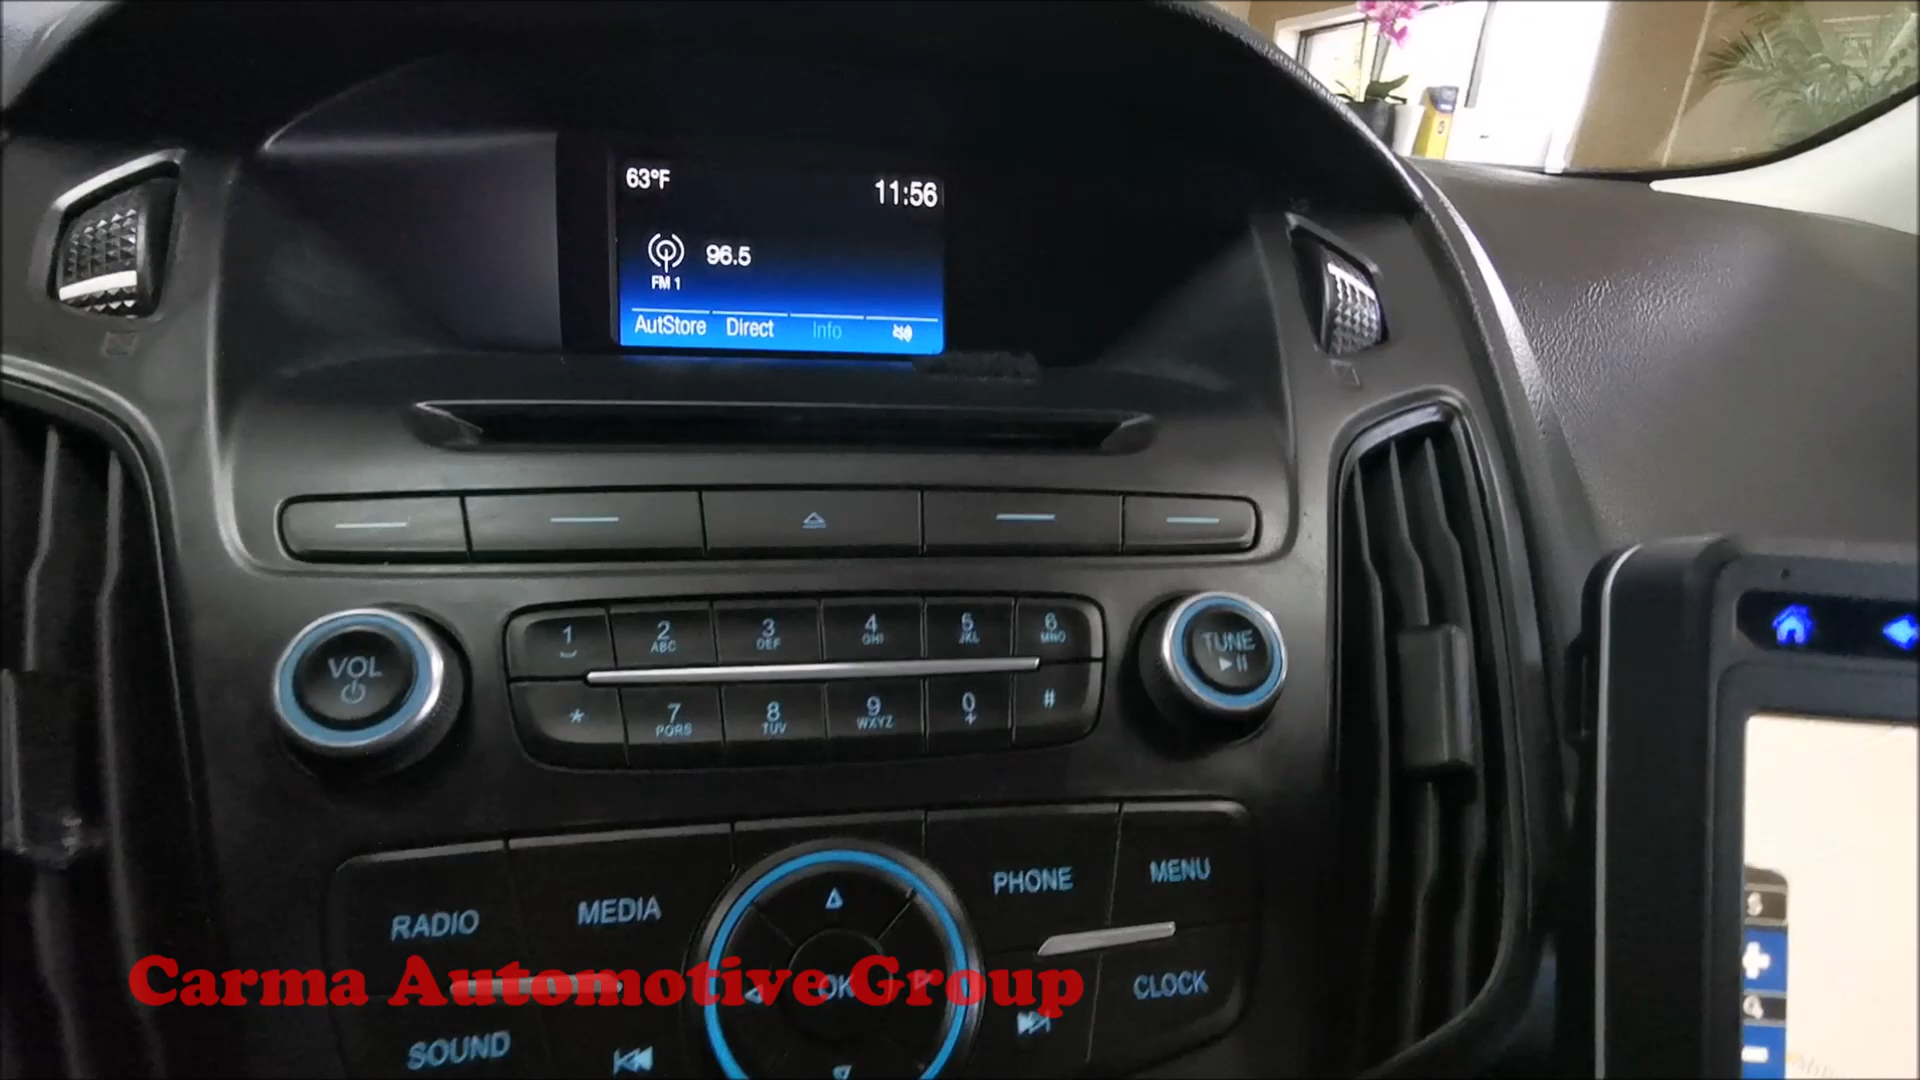 63°F
11:56
96.5
FM 1
AutStore Direct Info
VOL
1
2 ABC
3 DEF
4 GHI
5 JKL
6 MNO
TUNE
*
7 PQRS
8 TUV
9 WXYZ
0 +
#
RADIO
MEDIA
PHONE
MENU
OK
SOUND
CLOCK
Carma Automotive Group